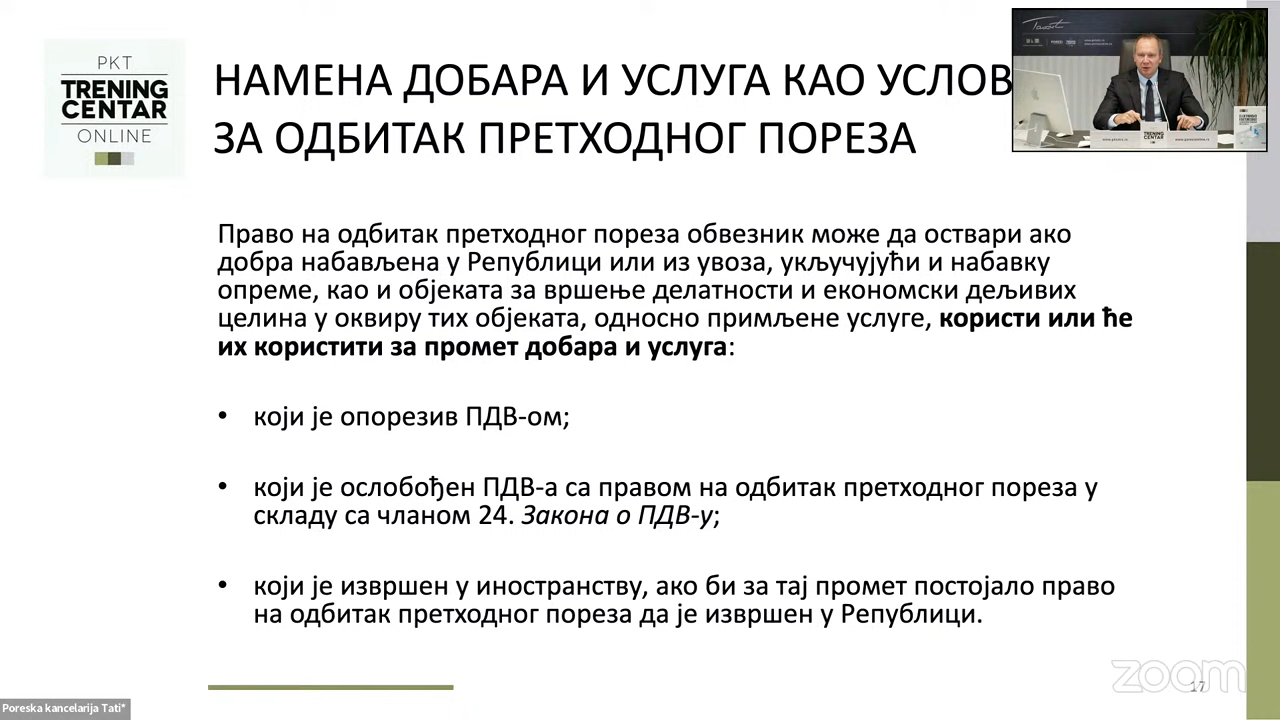 PKT
TRENING
CENTAR
ONLINE
НАМЕНА ДОБАРА И УСЛУГА КАО УСЛОВ
ЗА ОДБИТАК ПРЕТХОДНОГ ПОРЕЗА
TRENING
CENTAR
Право на одбитак претходног пореза обвезник може да оствари ако
добра набављена у Републици или из увоза, укључујући и набавку
опреме, као и објеката за вршење делатности и економски дељивих
целина у оквиру тих објеката, односно примљене услуге, користи или ће
их користити за промет добара и услуга:
• који је опорезив ПДВ-ом;
• који је ослобођен ПДВ-а са правом на одбитак претходног пореза у
складу са чланом 24. Закона о ПДВ-у;
• који је извршен у иностранству, ако би за тај промет постојало право
на одбитак претходног пореза да је извршен у Републици.
zoom
17
Poreska kancelarija Tati*